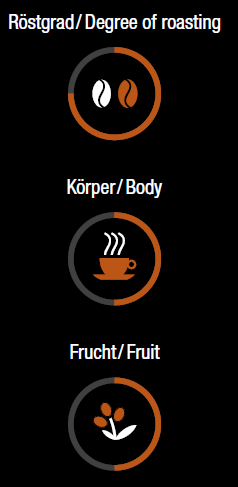 Röstgrad / Degree of roasting
Körper / Body
Frucht / Fruit